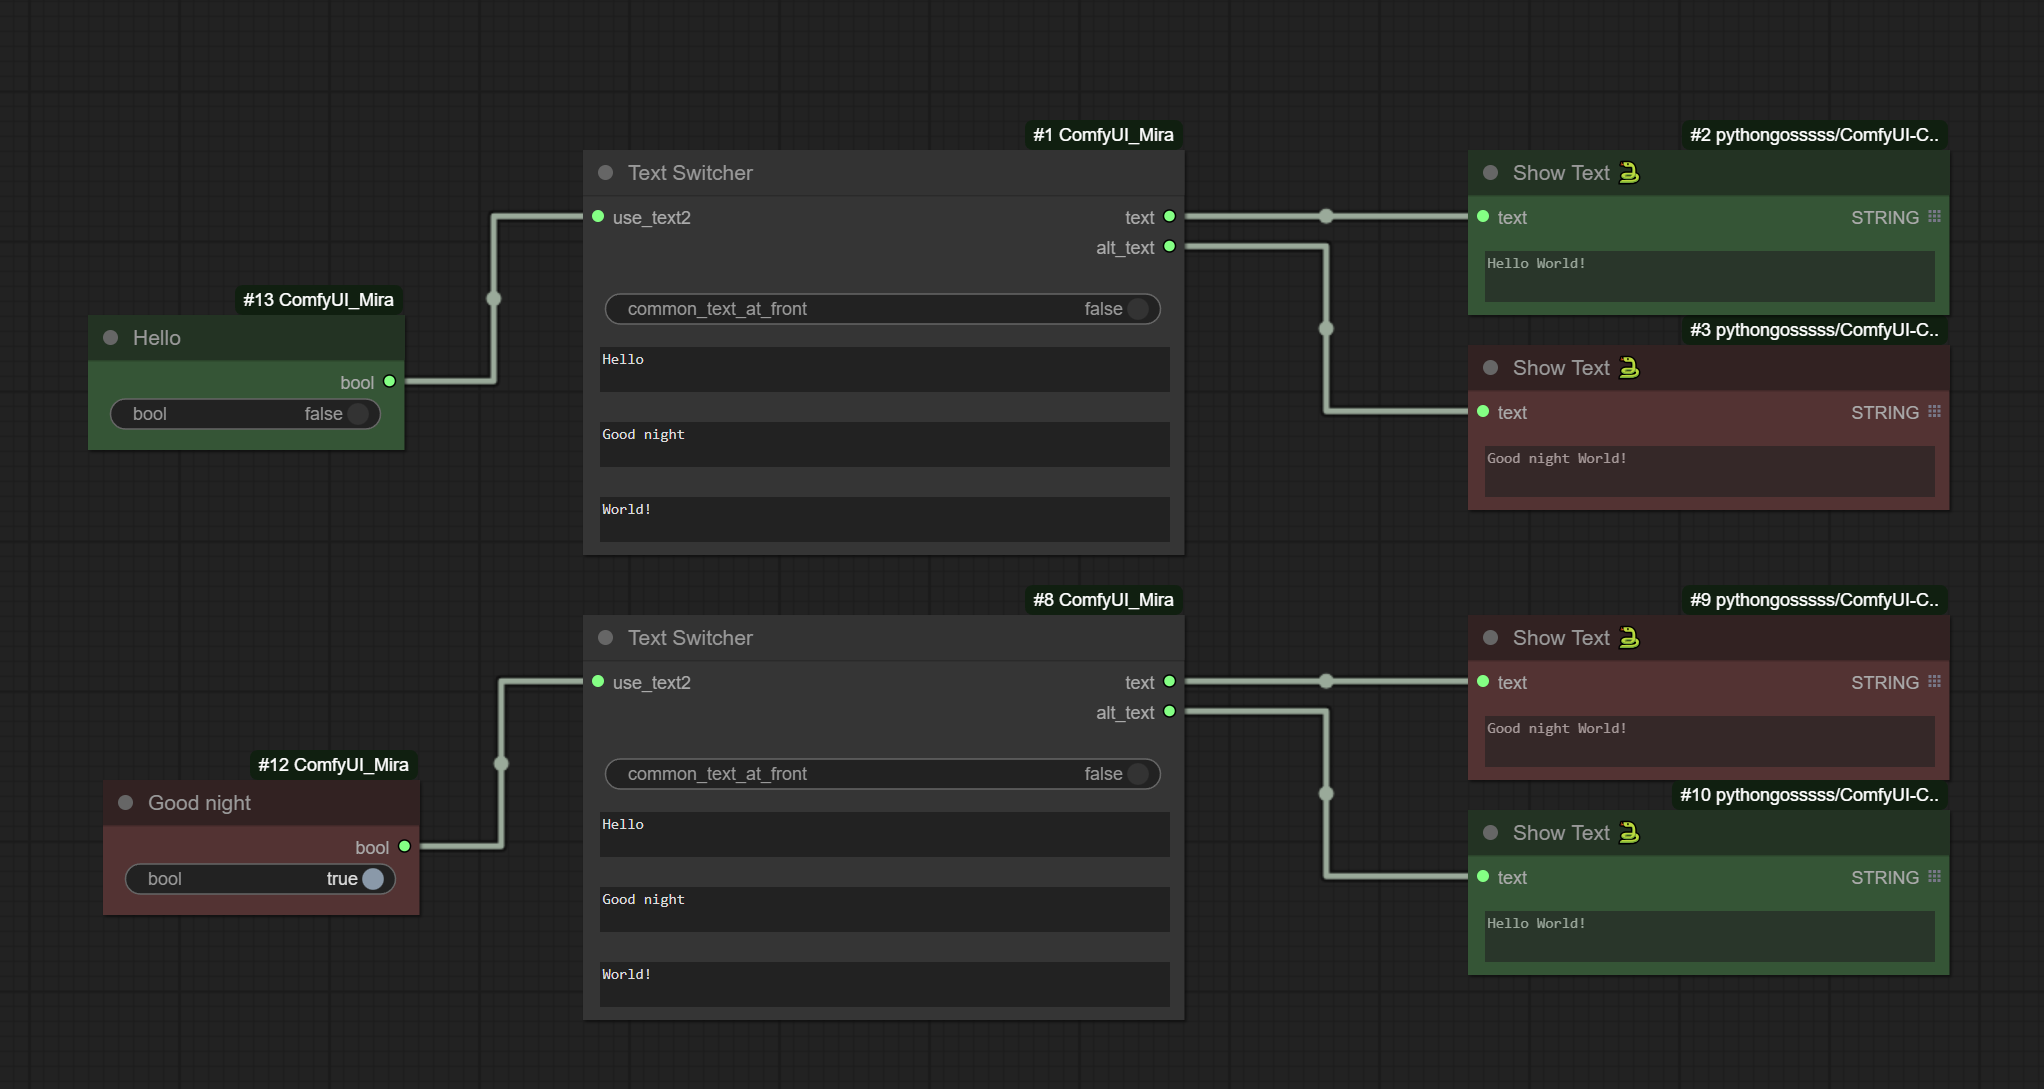 #1 ComfyUI_Mira
Text Switcher
use_text2
text
alt_text
common_text_at_front false
Hello
Good night
World!
#13 ComfyUI_Mira
Hello
bool
bool false
#2 pythongosssss/ComfyUI-C..
Show Text 🐍
text STRING
Hello World!
#3 pythongosssss/ComfyUI-C..
Show Text 🐍
text STRING
Good night World!
#8 ComfyUI_Mira
Text Switcher
use_text2
text
alt_text
common_text_at_front false
Hello
Good night
World!
#12 ComfyUI_Mira
Good night
bool
bool true
#9 pythongosssss/ComfyUI-C..
Show Text 🐍
text STRING
Good night World!
#10 pythongosssss/ComfyUI-C..
Show Text 🐍
text STRING
Hello World!